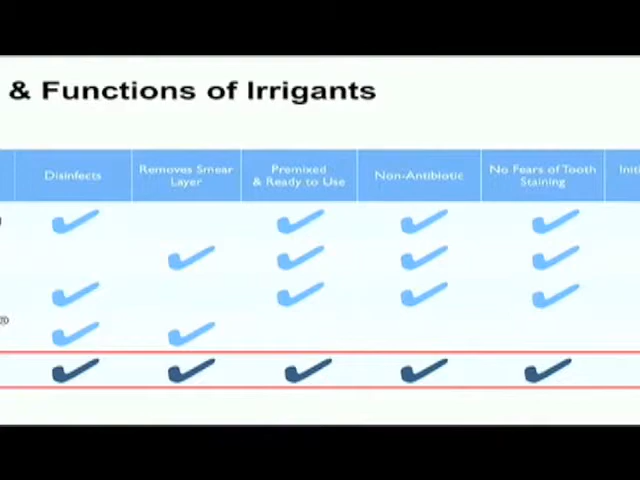 & Functions of Irrigants
Disinfects
Removes Smear
Layer
Premixed
& Ready to Use
Non-Antibiotic
No Fears of Tooth
Staining
®